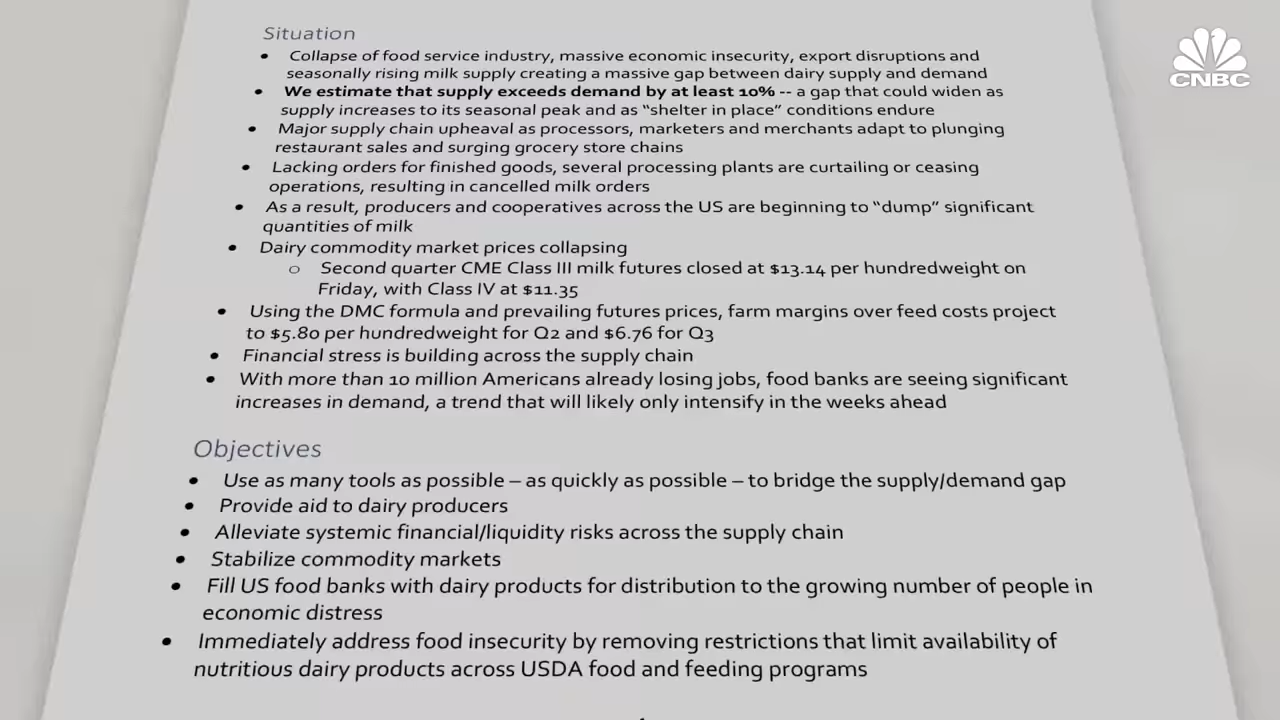 Situation
• Collapse of food service industry, massive economic insecurity, export disruptions and
seasonally rising milk supply creating a massive gap between dairy supply and demand
• We estimate that supply exceeds demand by at least 10% -- a gap that could widen as
supply increases to its seasonal peak and as “shelter in place” conditions endure
• Major supply chain upheaval as processors, marketers and merchants adapt to plunging
restaurant sales and surging grocery store chains
• Lacking orders for finished goods, several processing plants are curtailing or ceasing
operations, resulting in cancelled milk orders
• As a result, producers and cooperatives across the US are beginning to “dump” significant
quantities of milk
• Dairy commodity market prices collapsing
o Second quarter CME Class III milk futures closed at $13.14 per hundredweight on
Friday, with Class IV at $11.35
• Using the DMC formula and prevailing futures prices, farm margins over feed costs project
to $5.80 per hundredweight for Q2 and $6.76 for Q3
• Financial stress is building across the supply chain
• With more than 10 million Americans already losing jobs, food banks are seeing significant
increases in demand, a trend that will likely only intensify in the weeks ahead
Objectives
• Use as many tools as possible – as quickly as possible – to bridge the supply/demand gap
• Provide aid to dairy producers
• Alleviate systemic financial/liquidity risks across the supply chain
• Stabilize commodity markets
• Fill US food banks with dairy products for distribution to the growing number of people in
economic distress
• Immediately address food insecurity by removing restrictions that limit availability of
nutritious dairy products across USDA food and feeding programs
CNBC